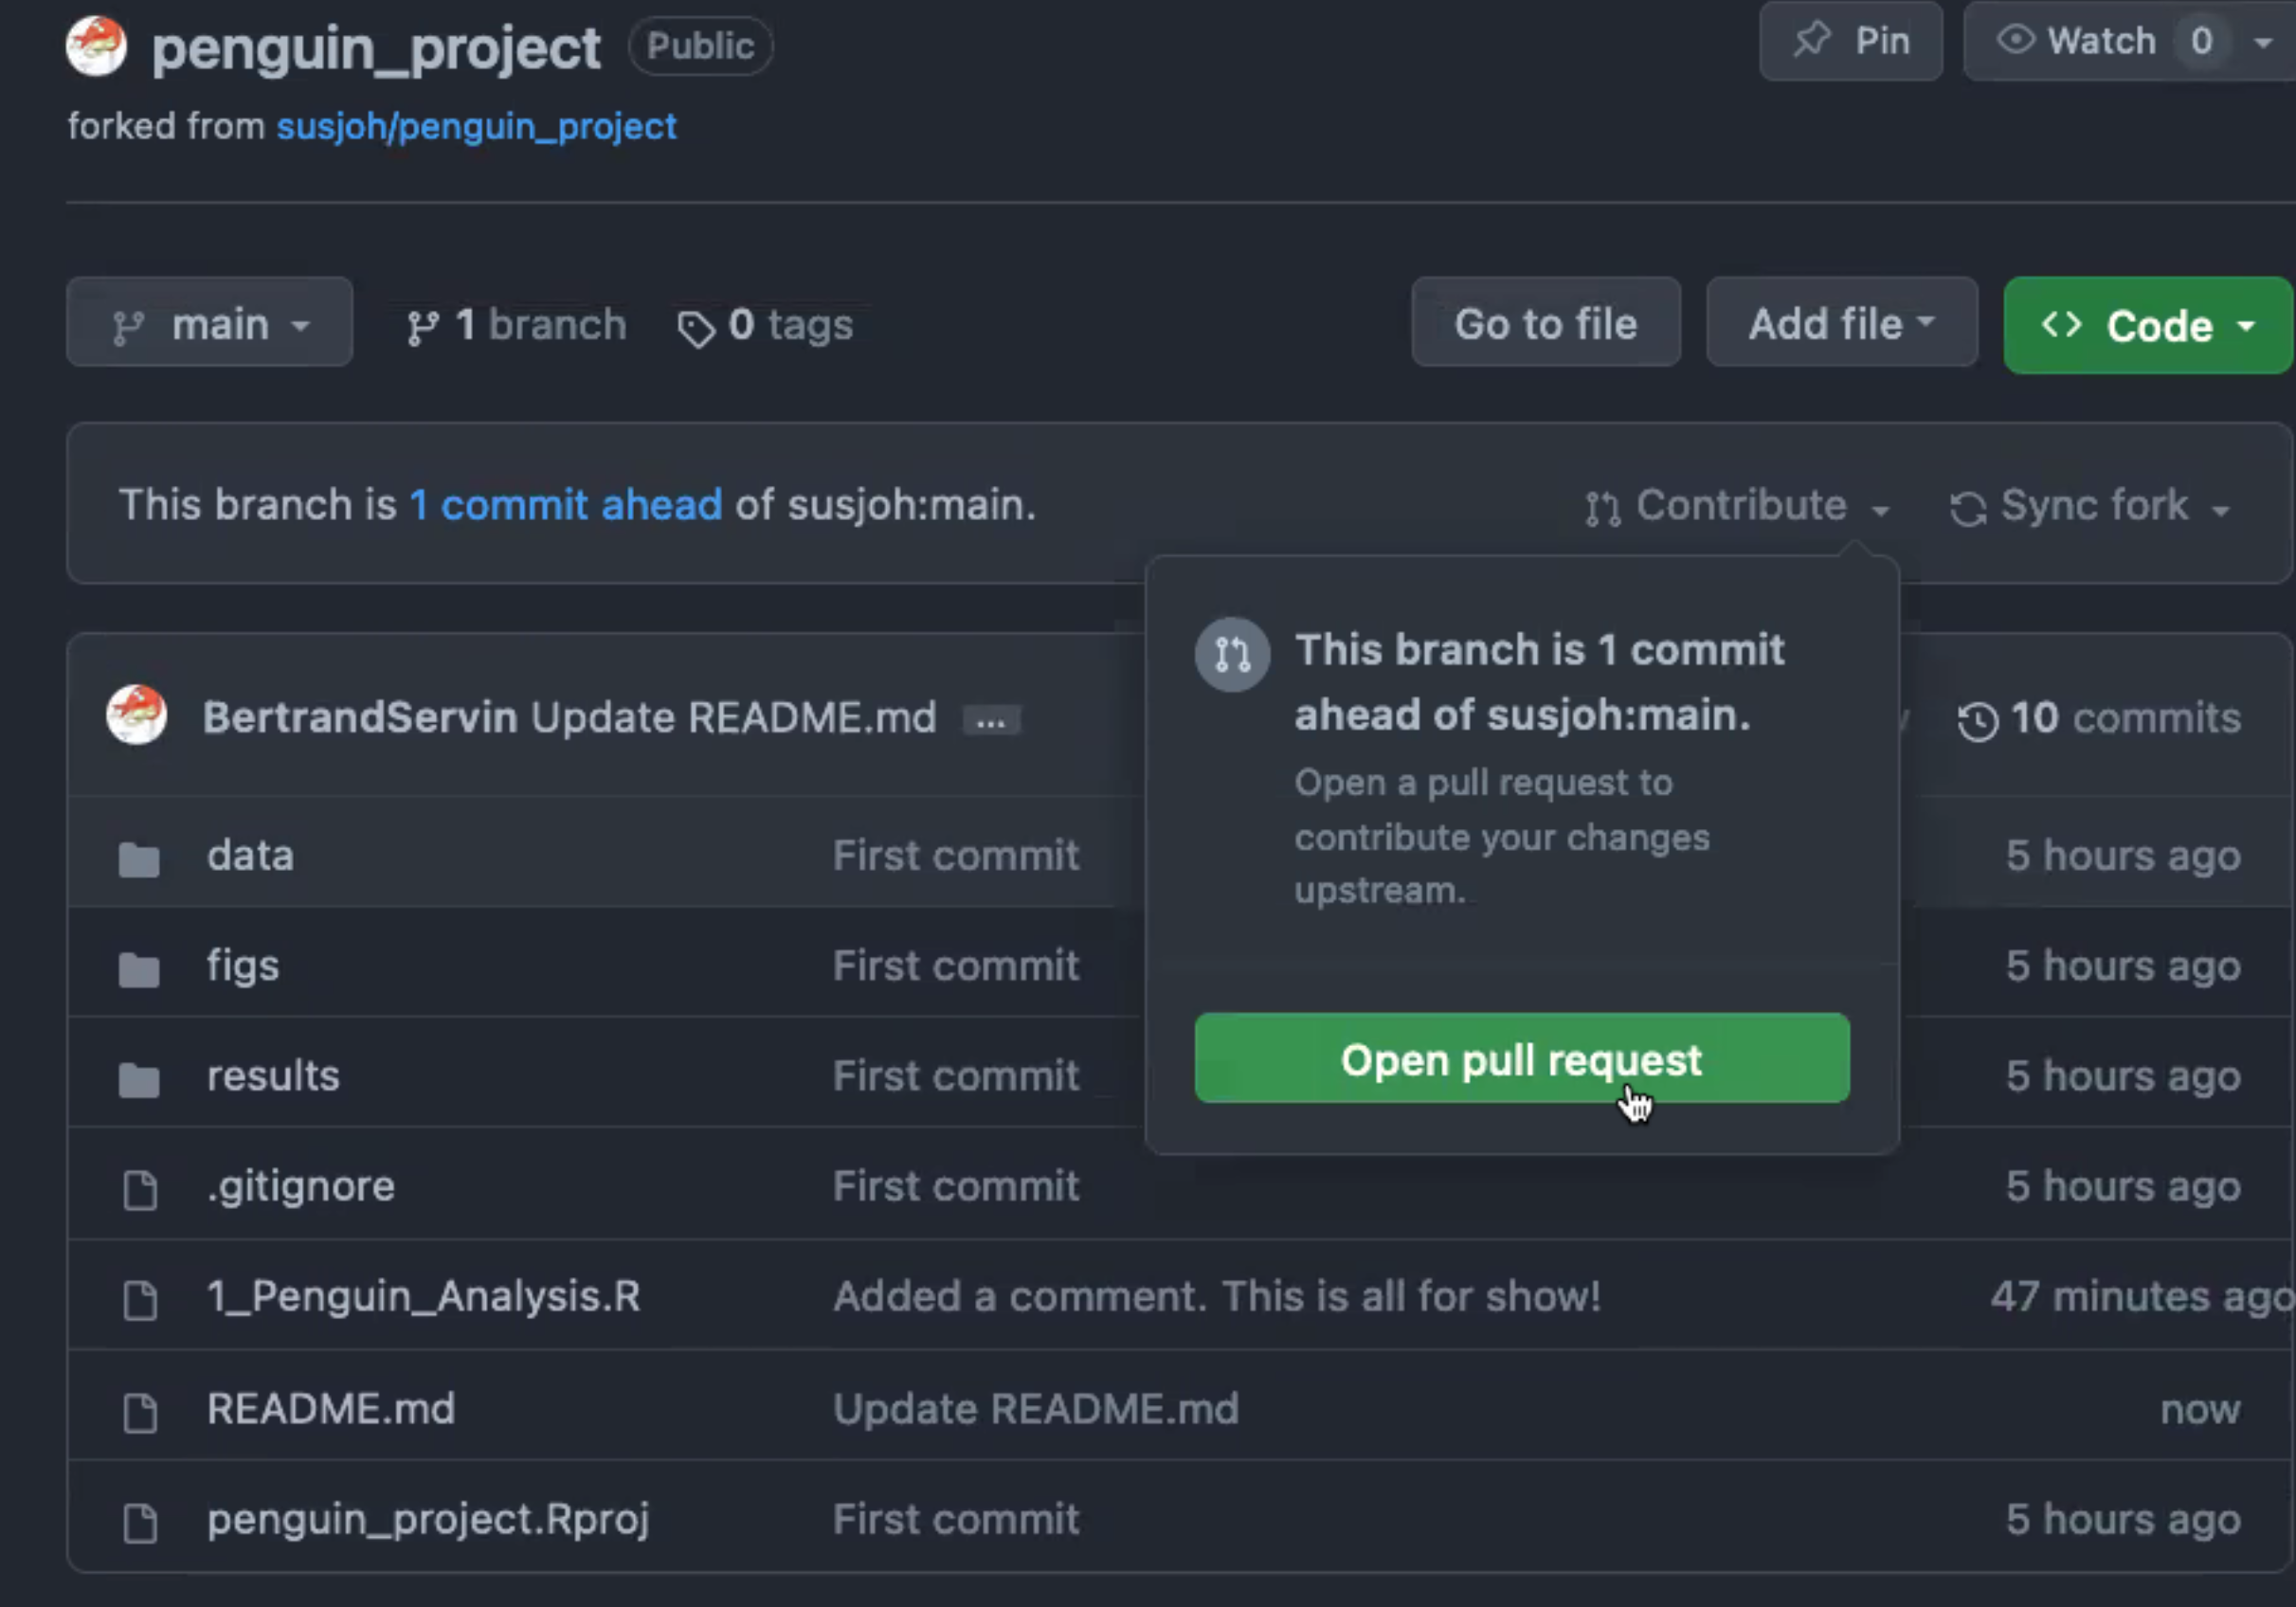 penguin_project Public Pin Watch 0
forked from susjoh/penguin_project
main 1 branch 0 tags Go to file Add file Code
This branch is 1 commit ahead of susjoh:main. Contribute Sync fork
This branch is 1 commit
ahead of susjoh:main.
Open a pull request to
contribute your changes
upstream.
Open pull request
BertrandServin Update README.md ... 10 commits
data First commit 5 hours ago
figs First commit 5 hours ago
results First commit 5 hours ago
.gitignore First commit 5 hours ago
1_Penguin_Analysis.R Added a comment. This is all for show! 47 minutes ago
README.md Update README.md now
penguin_project.Rproj First commit 5 hours ago